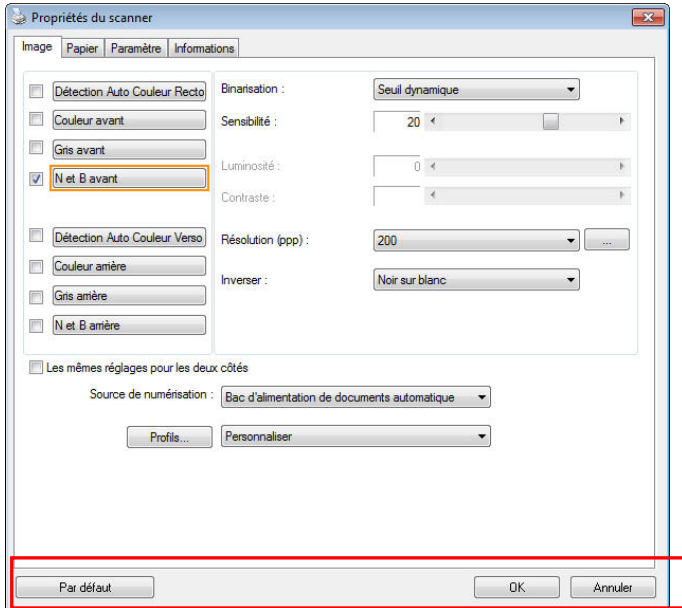 Propriétés du scanner
Image Papier Paramètre Informations
Détection Auto Couleur Recto
Couleur avant
Gris avant
N et B avant
Détection Auto Couleur Verso
Couleur arrière
Gris arrière
N et B arrière
Binarisation : Seuil dynamique
Sensibilité : 20
Luminosité : 0
Contraste :
Résolution (ppp) : 200 ...
Inverser : Noir sur blanc
Les mêmes réglages pour les deux côtés
Source de numérisation : Bac d'alimentation de documents automatique
Profils... Personnaliser
Par défaut OK Annuler